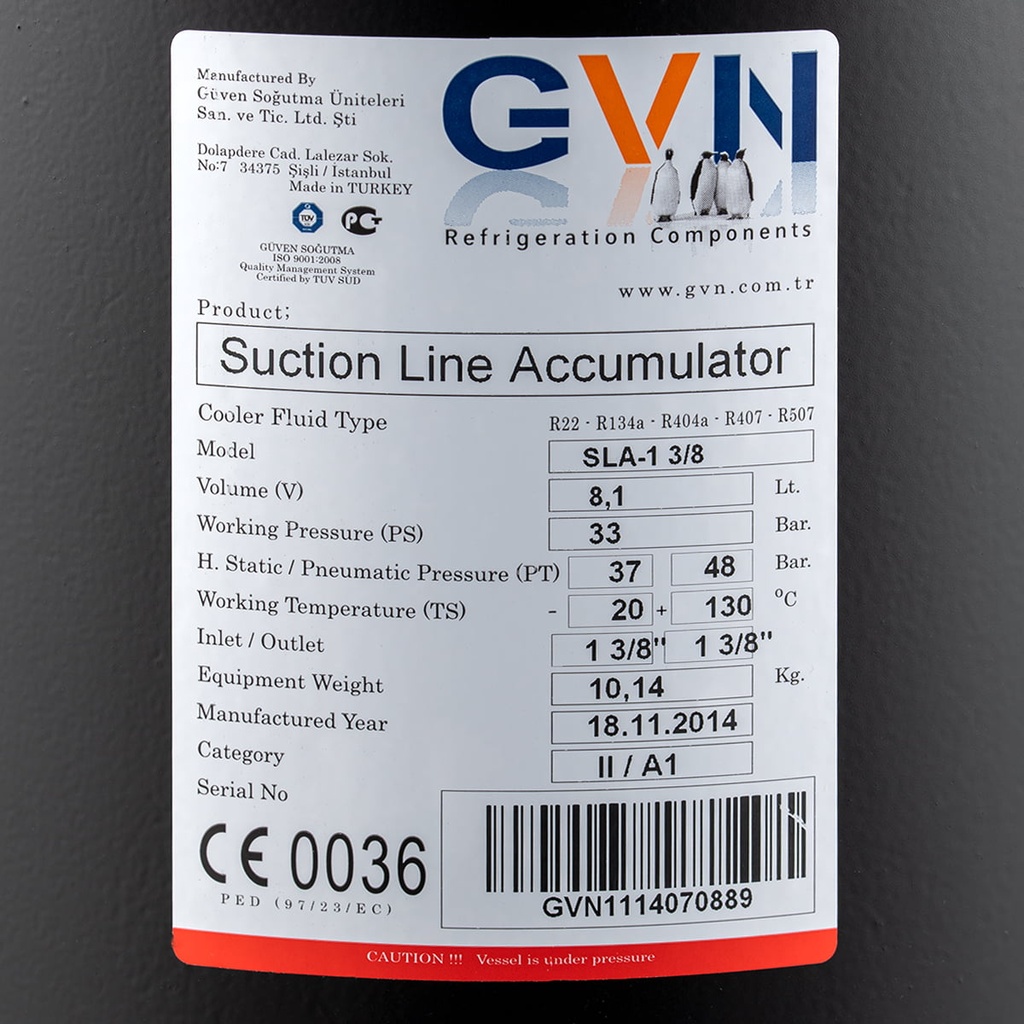 Manufactured By
Güven Soğutma Üniteleri
San. ve Tic. Ltd. Şti
Dolapdere Cad. Lalezar Sok.
No:7 34375 Şişli / İstanbul
Made in TURKEY
TÜV
PCT
GÜVEN SOĞUTMA
ISO 9001:2008
Quality Management System
Certified by TUV SUD
GVN
Refrigeration Components
www.gvn.com.tr
Product;
Suction Line Accumulator
Cooler Fluid Type R22 - R134a - R404a - R407 - R507
Model SLA-1 3/8
Volume (V) 8,1 Lt.
Working Pressure (PS) 33 Bar.
H. Static / Pneumatic Pressure (PT) 37 48 Bar.
Working Temperature (TS) - 20 + 130 °C
Inlet / Outlet 1 3/8" 1 3/8"
Equipment Weight 10,14 Kg.
Manufactured Year 18.11.2014
Category II / A1
Serial No
CE 0036
PED (97/23/EC)
GVN1114070889
CAUTION !!! Vessel is under pressure